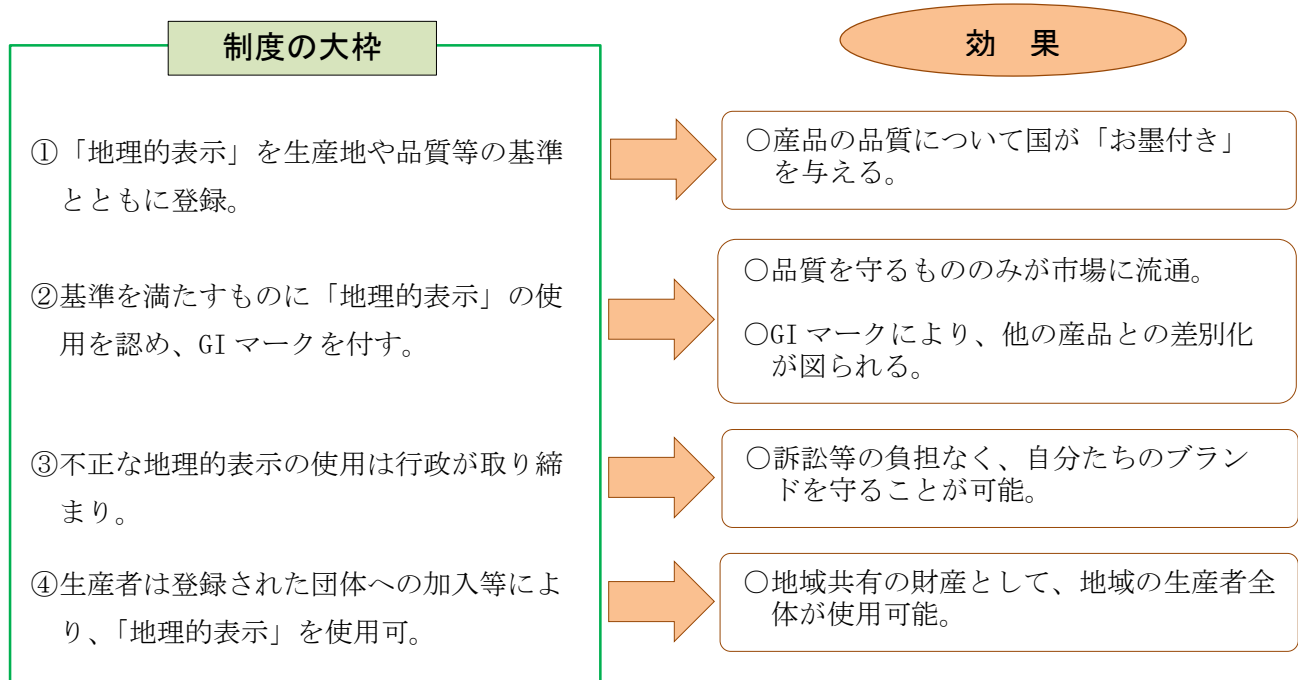 制度の大枠
効 果
①「地理的表示」を生産地や品質等の基準
とともに登録。
○産品の品質について国が「お墨付き」
を与える。
②基準を満たすものに「地理的表示」の使
用を認め、GI マークを付す。
○品質を守るもののみが市場に流通。
○GI マークにより、他の産品との差別化
が図られる。
③不正な地理的表示の使用は行政が取り締
まり。
○訴訟等の負担なく、自分たちのブラン
ドを守ることが可能。
④生産者は登録された団体への加入等によ
り、「地理的表示」を使用可。
○地域共有の財産として、地域の生産者全
体が使用可能。